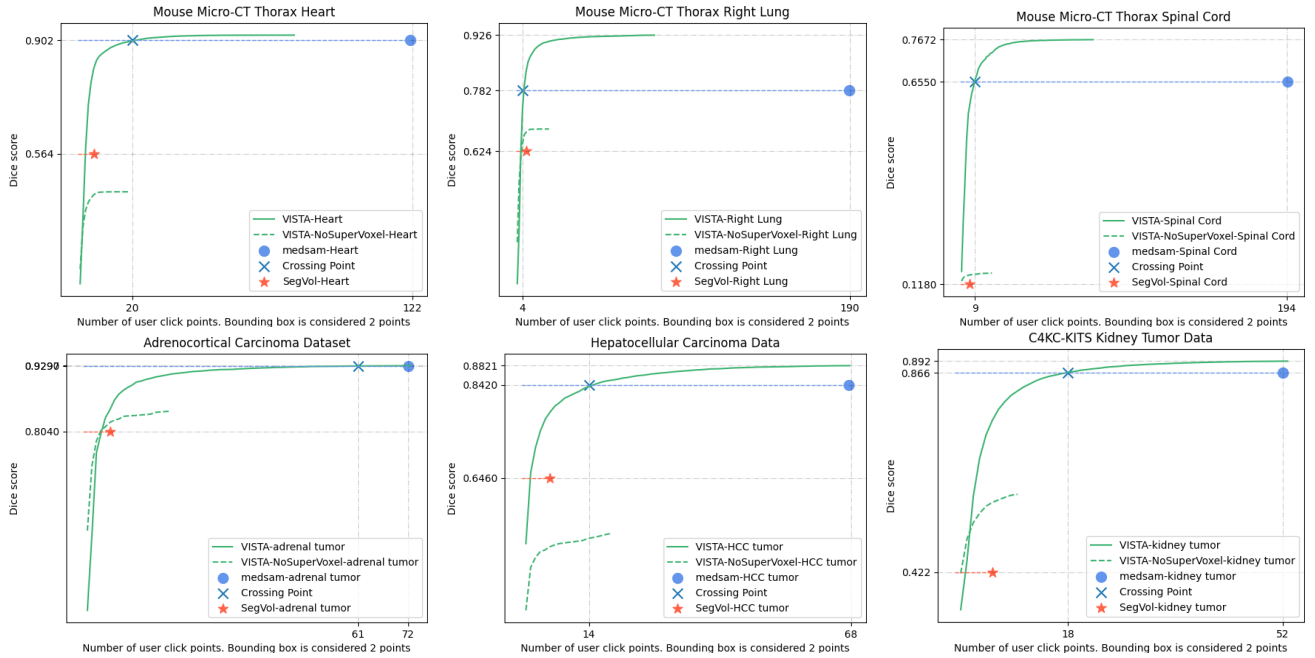 Mouse Micro-CT Thorax Heart
0.902
0.564
Dice score
VISTA-Heart
VISTA-NoSuperVoxel-Heart
medsam-Heart
Crossing Point
SegVol-Heart
20
122
Number of user click points. Bounding box is considered 2 points
Mouse Micro-CT Thorax Right Lung
0.926
0.782
0.624
Dice score
VISTA-Right Lung
VISTA-NoSuperVoxel-Right Lung
medsam-Right Lung
Crossing Point
SegVol-Right Lung
4
190
Number of user click points. Bounding box is considered 2 points
Mouse Micro-CT Thorax Spinal Cord
0.7672
0.6550
0.1180
Dice score
VISTA-Spinal Cord
VISTA-NoSuperVoxel-Spinal Cord
medsam-Spinal Cord
Crossing Point
SegVol-Spinal Cord
9
194
Number of user click points. Bounding box is considered 2 points
Adrenocortical Carcinoma Dataset
0.8040
Dice score
VISTA-adrenal tumor
VISTA-NoSuperVoxel-adrenal tumor
medsam-adrenal tumor
Crossing Point
SegVol-adrenal tumor
61
72
Number of user click points. Bounding box is considered 2 points
Hepatocellular Carcinoma Data
0.8821
0.8420
0.6460
Dice score
VISTA-HCC tumor
VISTA-NoSuperVoxel-HCC tumor
medsam-HCC tumor
Crossing Point
SegVol-HCC tumor
14
68
Number of user click points. Bounding box is considered 2 points
C4KC-KITS Kidney Tumor Data
0.892
0.866
0.422
Dice score
VISTA-kidney tumor
VISTA-NoSuperVoxel-kidney tumor
medsam-kidney tumor
Crossing Point
SegVol-kidney tumor
18
52
Number of user click points. Bounding box is considered 2 points